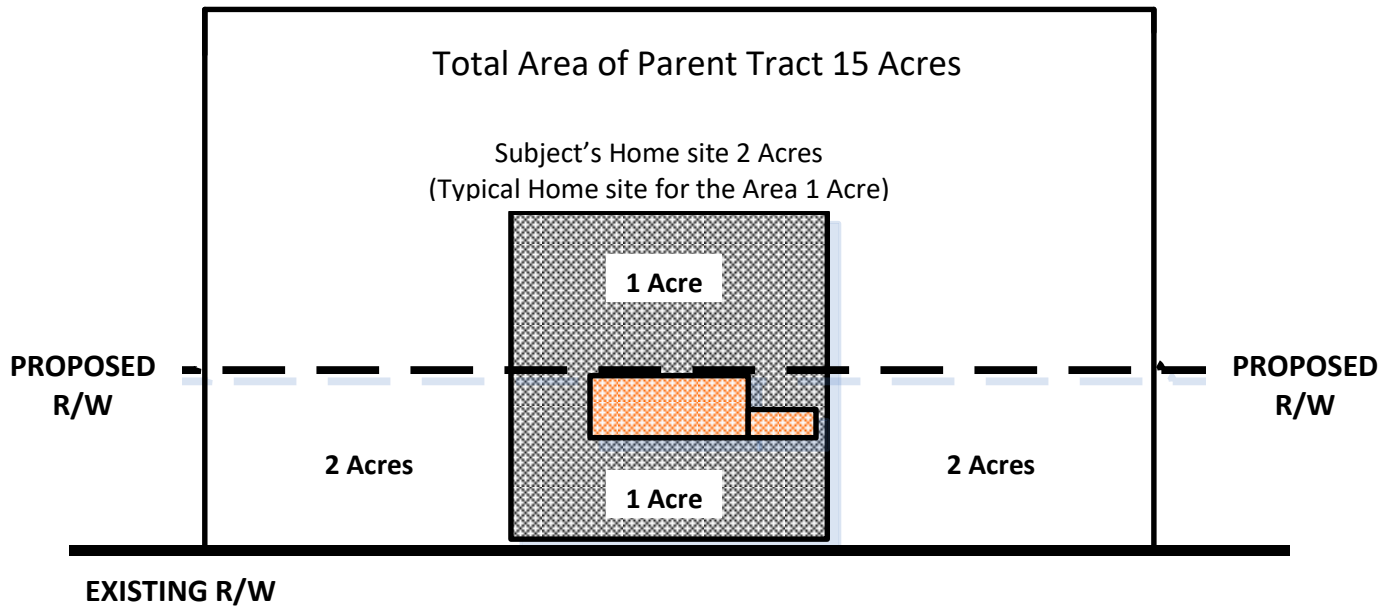 Total Area of Parent Tract 15 Acres
Subject’s Home site 2 Acres
(Typical Home site for the Area 1 Acre)
1 Acre
PROPOSED
R/W
PROPOSED
R/W
2 Acres
2 Acres
1 Acre
EXISTING R/W